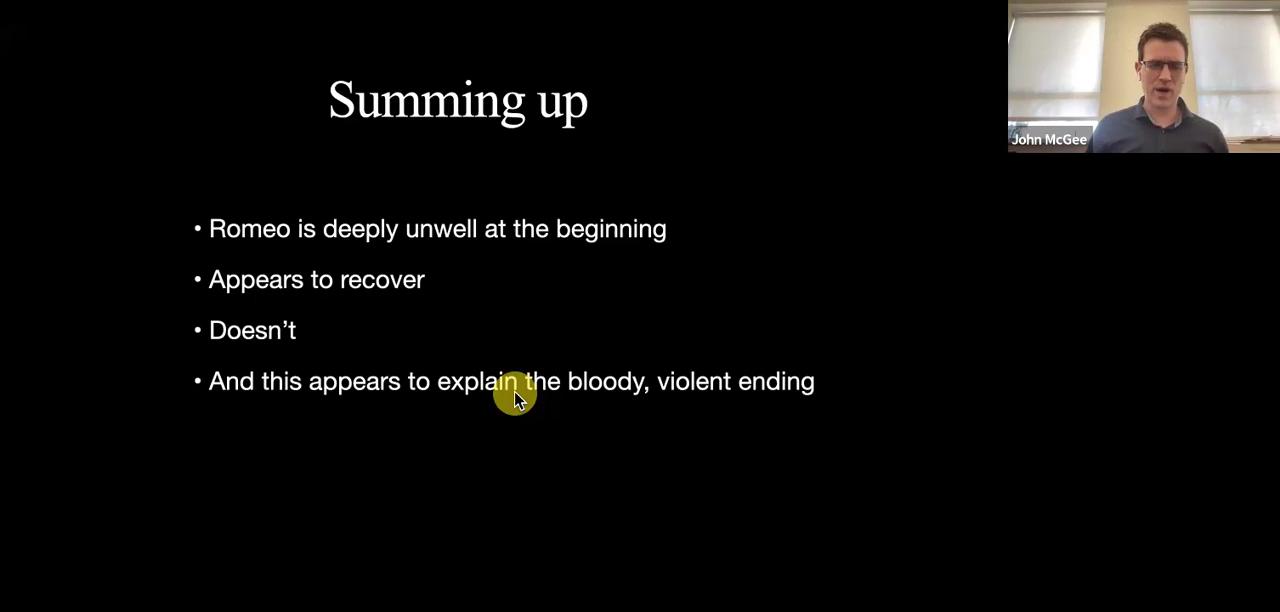 Summing up
John McGee
• Romeo is deeply unwell at the beginning
• Appears to recover
• Doesn’t
• And this appears to explain the bloody, violent ending